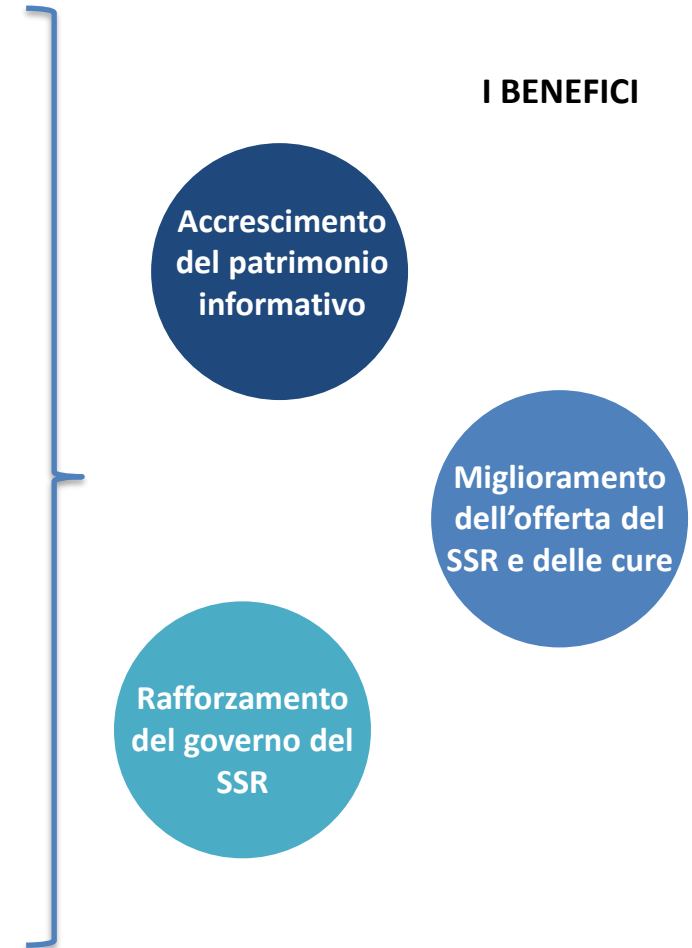 I BENEFICI
Accrescimento
del patrimonio
informativo
Miglioramento
dell’offerta del
SSR e delle cure
Rafforzamento
del governo del
SSR